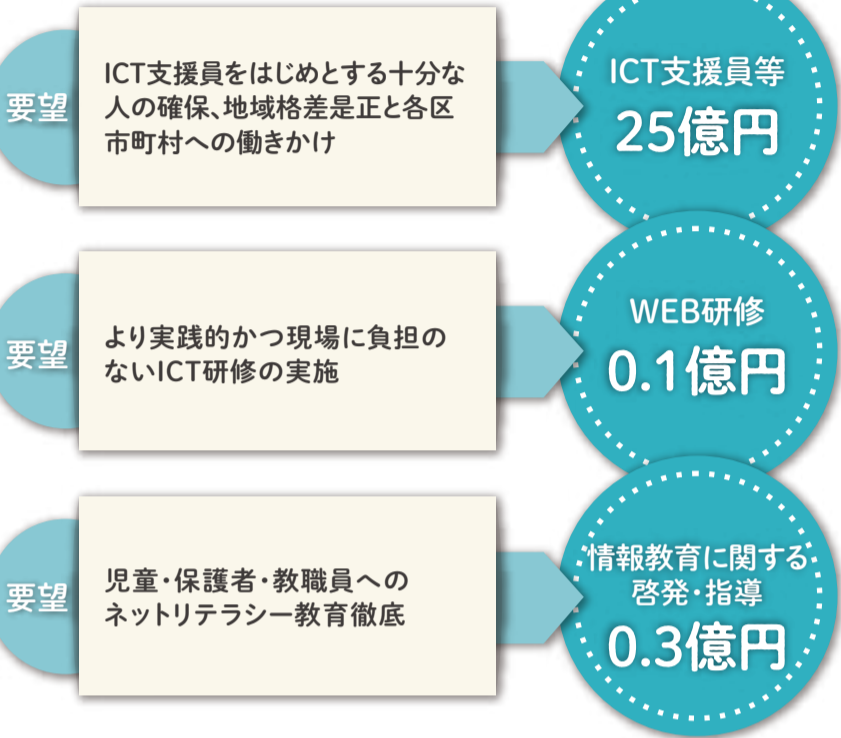 要望
ICT支援員をはじめとする十分な
人の確保、地域格差是正と各区
市町村への働きかけ
ICT支援員等
25億円
要望
より実践的かつ現場に負担の
ないICT研修の実施
WEB研修
0.1億円
要望
児童・保護者・教職員への
ネットリテラシー教育徹底
情報教育に関する
啓発・指導
0.3億円